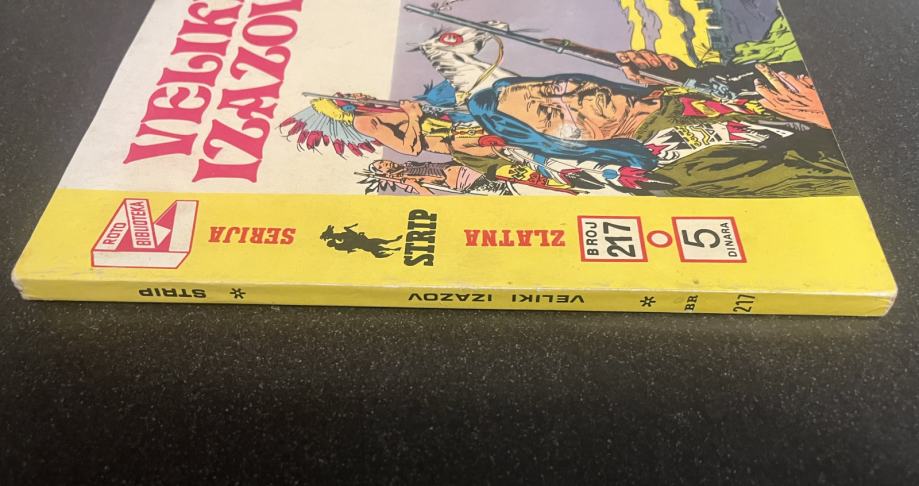 VELIKI
IZAZOV
ROTO
BIBLIOTEKA
ZLATNA
STRIP
SERIJA
BROJ
217
5
DINARA
STRIP * VELIKI IZAZOV * BR 217